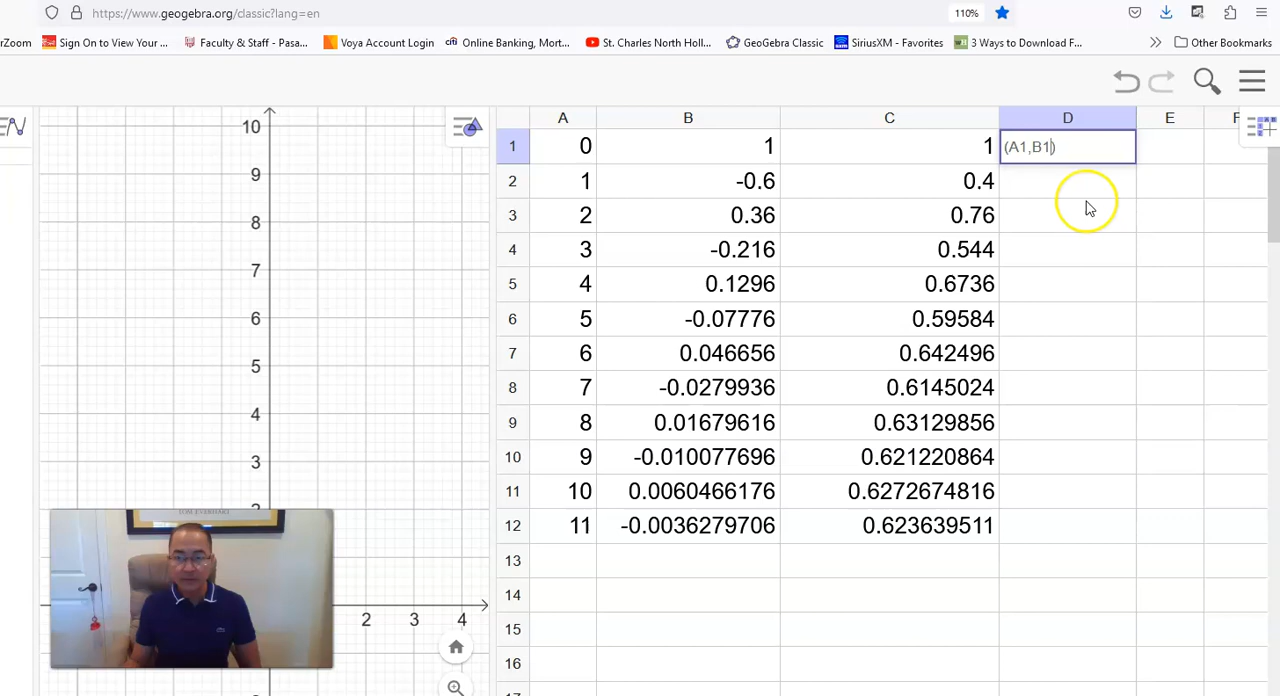 https://www.geogebra.org/classic?lang=en
110%
rZoom
Sign On to View Your ...
Faculty & Staff - Pasa...
Voya Account Login
Online Banking, Mort...
St. Charles North Holl...
GeoGebra Classic
SiriusXM - Favorites
3 Ways to Download F...
Other Bookmarks
A B C D E F
1 0 1 1 (A1,B1)
2 1 -0.6 0.4
3 2 0.36 0.76
4 3 -0.216 0.544
5 4 0.1296 0.6736
6 5 -0.07776 0.59584
7 6 0.046656 0.642496
8 7 -0.0279936 0.6145024
9 8 0.01679616 0.63129856
10 9 -0.010077696 0.621220864
11 10 0.0060466176 0.6272674816
12 11 -0.0036279706 0.623639511
13
14
15
16
10
9
8
7
6
5
4
3
2 3 4
TOM EVERHART